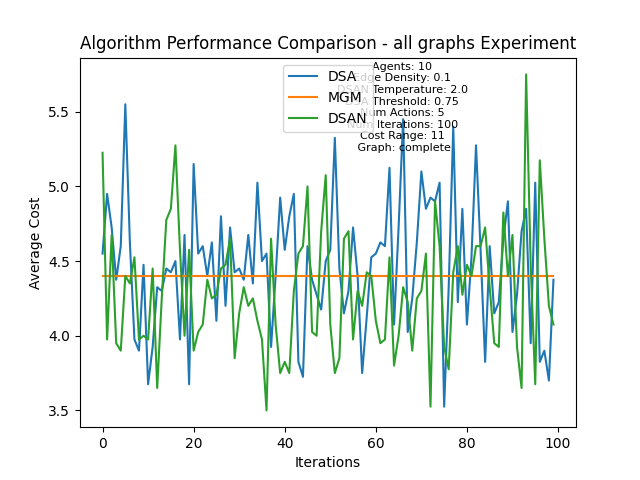 Algorithm Performance Comparison - all graphs Experiment
DSA
MGM
DSAN
Agents: 10
Edge Density: 0.1
DSAN Temperature: 2.0
DSA Threshold: 0.75
Num Actions: 5
Num Iterations: 100
Cost Range: 11
Graph: complete
Average Cost
5.5
5.0
4.5
4.0
3.5
0
20
40
60
80
100
Iterations